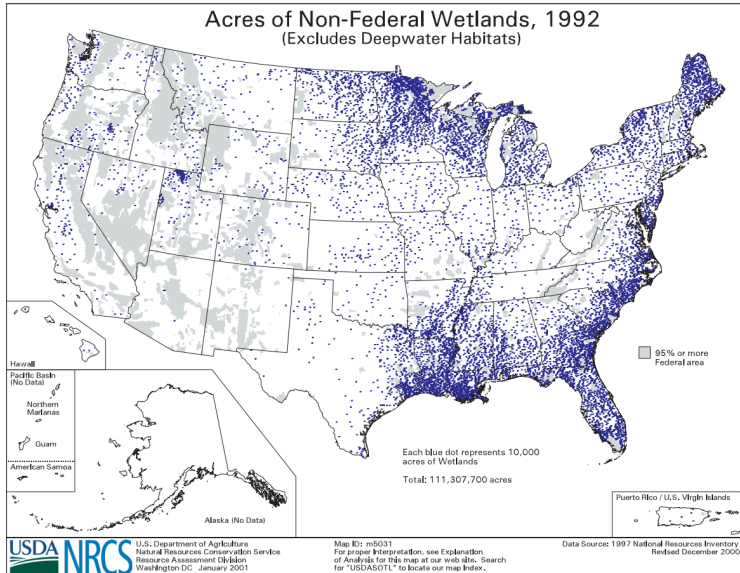 Acres of Non-Federal Wetlands, 1992
(Excludes Deepwater Habitats)
Hawaii
Pacific Basin
(No Data)
Northern
Marianas
Guam
American Samoa
Alaska (No Data)
95% or more
Federal area
Each blue dot represents 10,000
acres of Wetlands
Total: 111,307,700 acres
Puerto Rico / U.S. Virgin Islands
USDA NRCS
U.S. Department of Agriculture
Natural Resources Conservation Service
Resource Assessment Division
Washington DC January 2001
Map ID: m5031
For proper interpretation, see Explanation
of Analysis for this map at our web site. Search
for "USDASOTL" to locate our map Index.
Data Source: 1997 National Resources Inventory
Revised December 2000